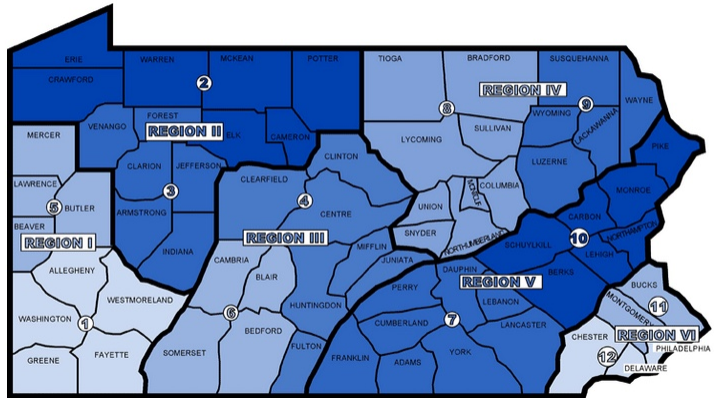 ERIE
WARREN
MCKEAN
POTTER
TIOGA
BRADFORD
SUSQUEHANNA
CRAWFORD
2
REGION IV
WAYNE
8
9
VENANGO
FOREST
WYOMING
LACKAWANNA
MERCER
REGION II
ELK
CAMERON
LYCOMING
SULLIVAN
PIKE
CLINTON
LUZERNE
CLARION
JEFFERSON
CLEARFIELD
LAWRENCE
3
4
UNION
COLUMBIA
MONROE
5
BUTLER
ARMSTRONG
CENTRE
CARBON
BEAVER
SNYDER
NORTHUMBERLAND
NORTHAMPTON
REGION I
REGION III
MIFFLIN
SCHUYLKILL
10
INDIANA
CAMBRIA
JUNIATA
LEHIGH
ALLEGHENY
BLAIR
DAUPHIN
BERKS
PERRY
REGION V
BUCKS
WESTMORELAND
HUNTINGDON
LEBANON
MONTGOMERY
11
WASHINGTON
1
6
CUMBERLAND
7
LANCASTER
BEDFORD
REGION VI
CHESTER
FULTON
PHILADELPHIA
GREENE
FAYETTE
SOMERSET
FRANKLIN
ADAMS
YORK
12
DELAWARE